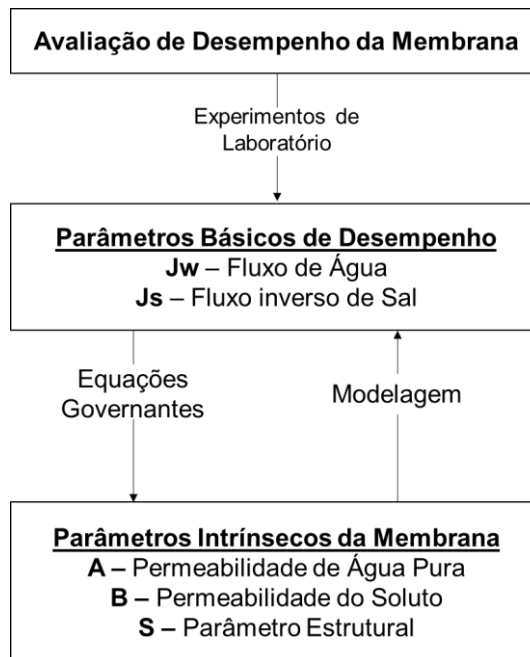 Avaliação de Desempenho da Membrana
Experimentos de
Laboratório
Parâmetros Básicos de Desempenho
Jw – Fluxo de Água
Js – Fluxo inverso de Sal
Equações
Governantes
Modelagem
Parâmetros Intrínsecos da Membrana
A – Permeabilidade de Água Pura
B – Permeabilidade do Soluto
S – Parâmetro Estrutural